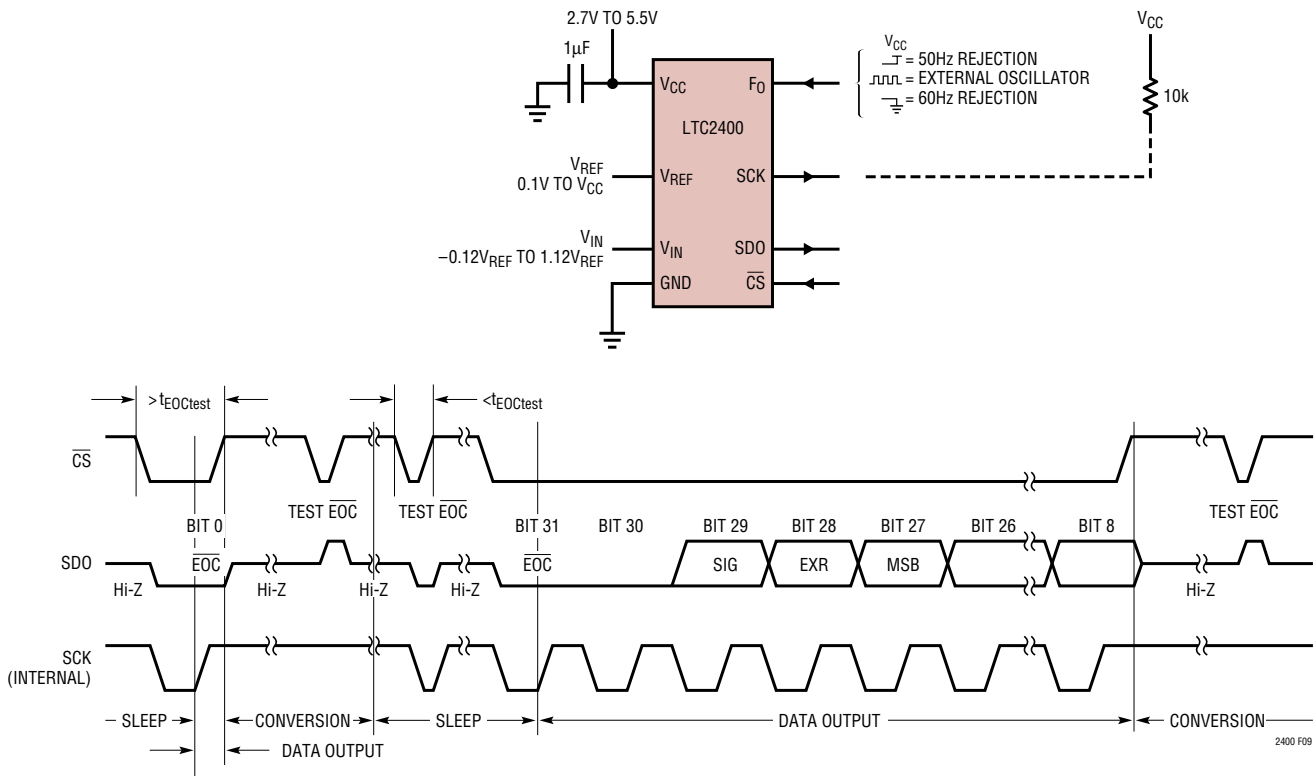 2.7V TO 5.5V
1µF
VCC
LTC2400
FO
VCC
= 50Hz REJECTION
= EXTERNAL OSCILLATOR
= 60Hz REJECTION
VCC
10k
VREF
0.1V TO VCC
VREF
SCK
VIN
–0.12VREF TO 1.12VREF
VIN
SDO
GND
CS
>tEOCtest
<tEOCtest
CS
BIT 0
TEST EOC
TEST EOC
BIT 31
BIT 30
BIT 29
BIT 28
BIT 27
BIT 26
BIT 8
TEST EOC
SDO
EOC
EOC
SIG
EXR
MSB
Hi-Z
Hi-Z
Hi-Z
Hi-Z
Hi-Z
SCK
(INTERNAL)
SLEEP
CONVERSION
SLEEP
DATA OUTPUT
CONVERSION
DATA OUTPUT
2400 F09